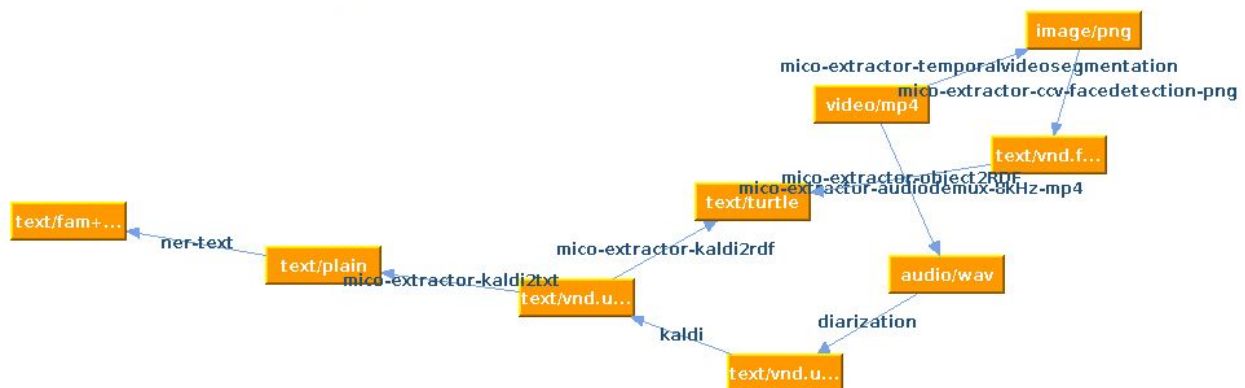 image/png
mico-extractor-temporalvideosegmentation
mico-extractor-ccv-facedetection-png
video/mp4
text/vnd.f...
mico-extractor-object2RDF
mico-extractor-audiodemux-8kHz-mp4
text/turtle
text/fam+...
ner-text
mico-extractor-kaldi2rdf
text/plain
mico-extractor-kaldi2txt
audio/wav
text/vnd.u...
diarization
kaldi
text/vnd.u...